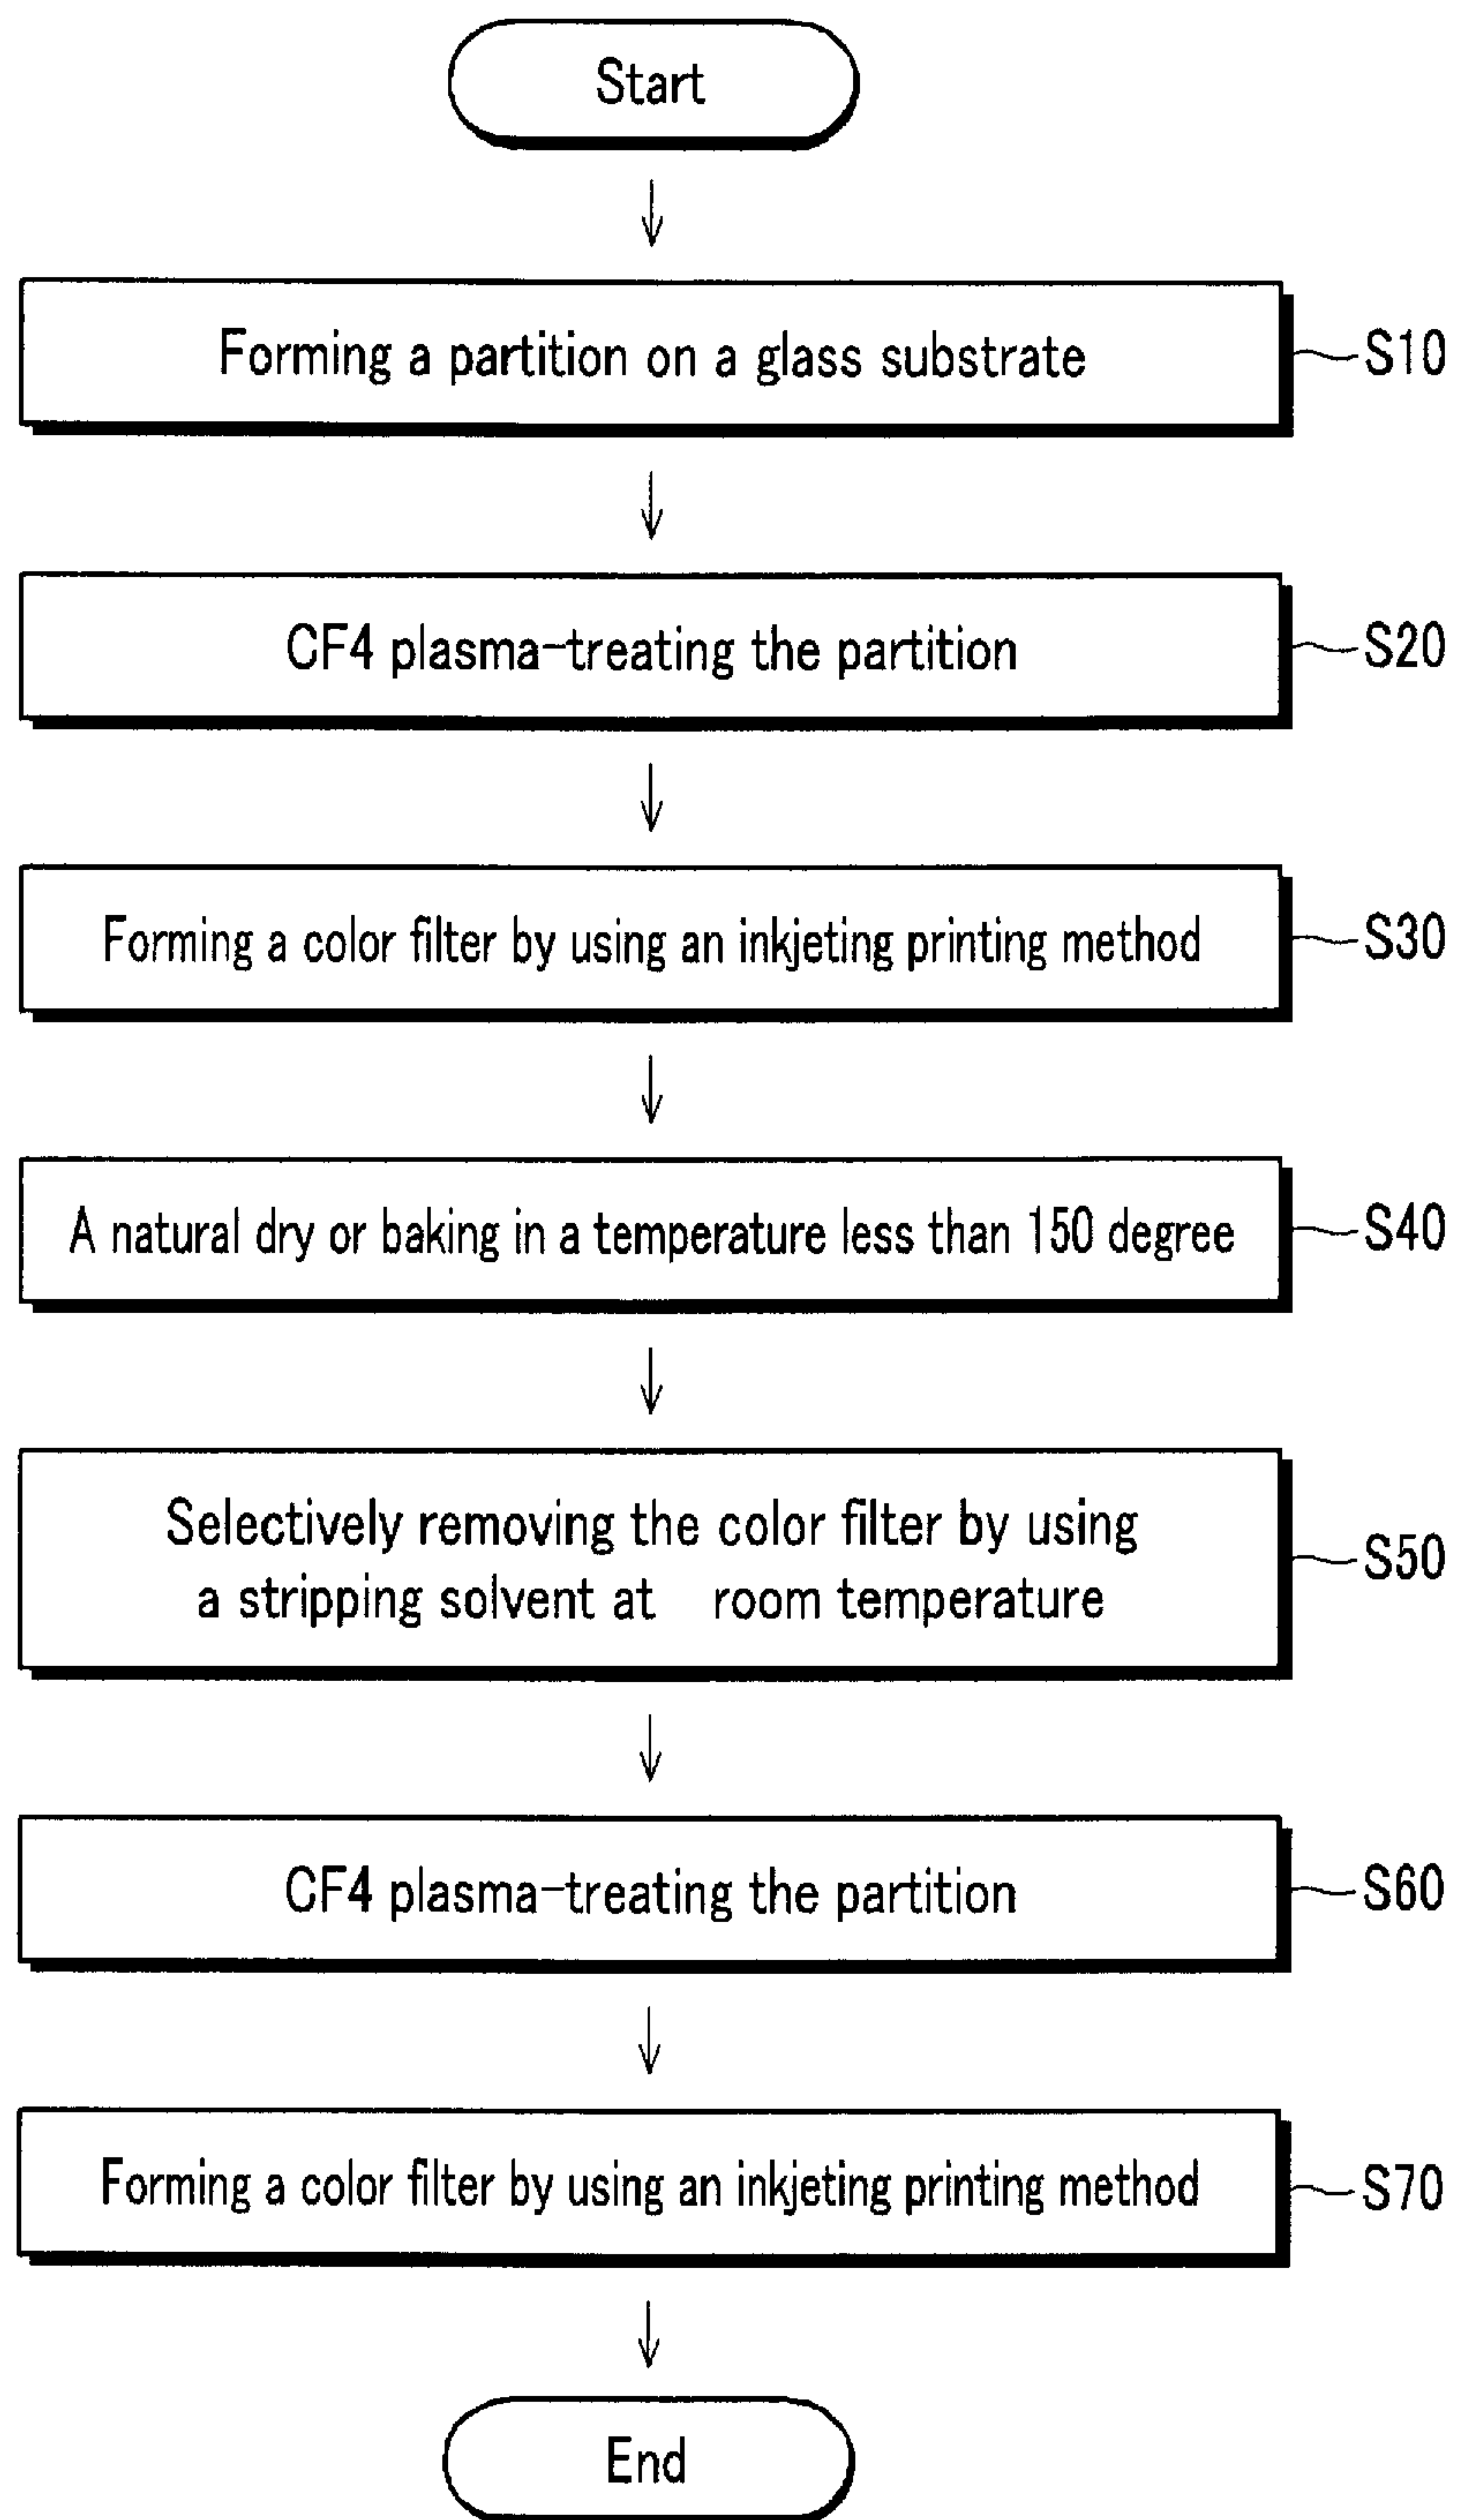 Start
Forming a partition on a glass substrate
S10
CF4 plasma-treating the partition
S20
Forming a color filter by using an inkjeting printing method
S30
A natural dry or baking in a temperature less than 150 degree
S40
Selectively removing the color filter by using
a stripping solvent at room temperature
S50
CF4 plasma-treating the partition
S60
Forming a color filter by using an inkjeting printing method
S70
End